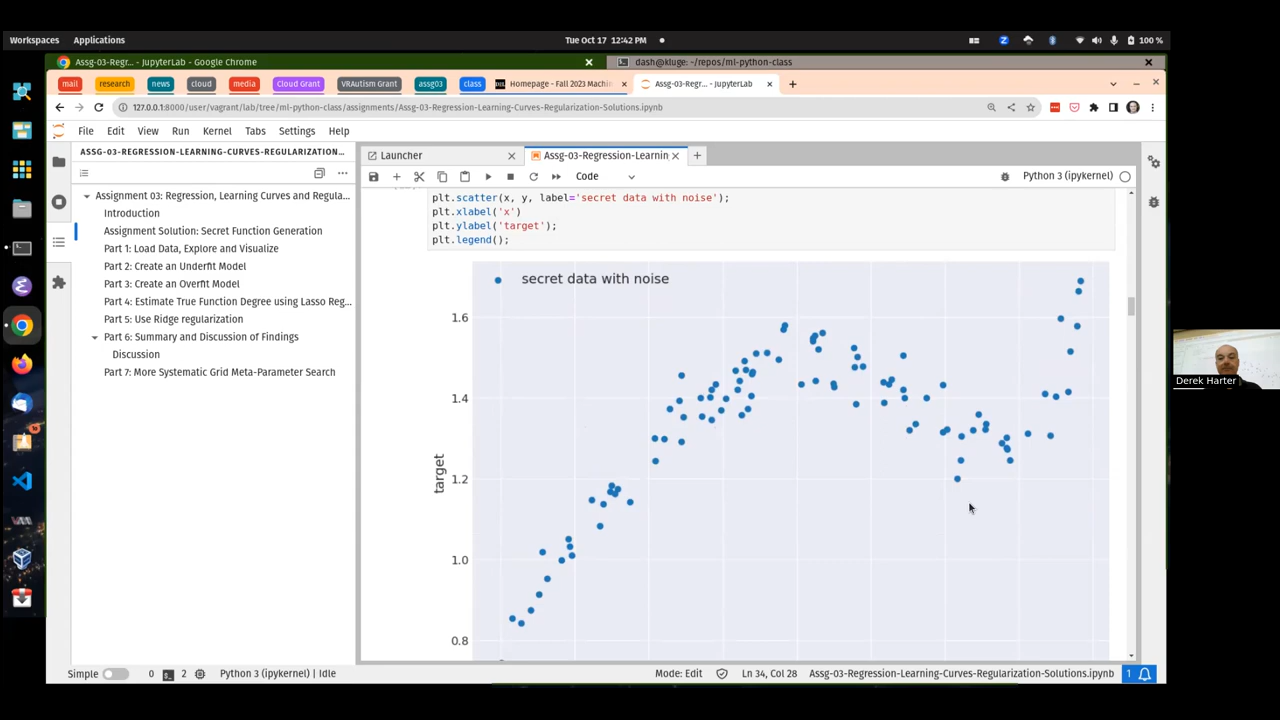 Workspaces Applications Tue Oct 17 12:42 PM 100 %
Assg-03-Regr... - JupyterLab - Google Chrome dash@kluge: ~/repos/ml-python-class
mail research news cloud media Cloud Grant VRAutism Grant assg03 class Homepage - Fall 2023 Machi Assg-03-Regr... - JupyterLab
127.0.0.1:8000/user/vagrant/lab/tree/ml-python-class/assignments/Assg-03-Regression-Learning-Curves-Regularization-Solutions.ipynb
File Edit View Run Kernel Tabs Settings Help
ASSG-03-REGRESSION-LEARNING-CURVES-REGULARIZATION...
Launcher Assg-03-Regression-Learnin
Code Python 3 (ipykernel)
Assignment 03: Regression, Learning Curves and Regula...
Introduction
Assignment Solution: Secret Function Generation
Part 1: Load Data, Explore and Visualize
Part 2: Create an Underfit Model
Part 3: Create an Overfit Model
Part 4: Estimate True Function Degree using Lasso Reg...
Part 5: Use Ridge regularization
Part 6: Summary and Discussion of Findings
Discussion
Part 7: More Systematic Grid Meta-Parameter Search
plt.scatter(x, y, label='secret data with noise');
plt.xlabel('x')
plt.ylabel('target');
plt.legend();
secret data with noise
1.6
1.4
1.2
1.0
0.8
target
Derek Harter
Simple 0 2 Python 3 (ipykernel) | Idle Mode: Edit Ln 34, Col 28 Assg-03-Regression-Learning-Curves-Regularization-Solutions.ipynb 1